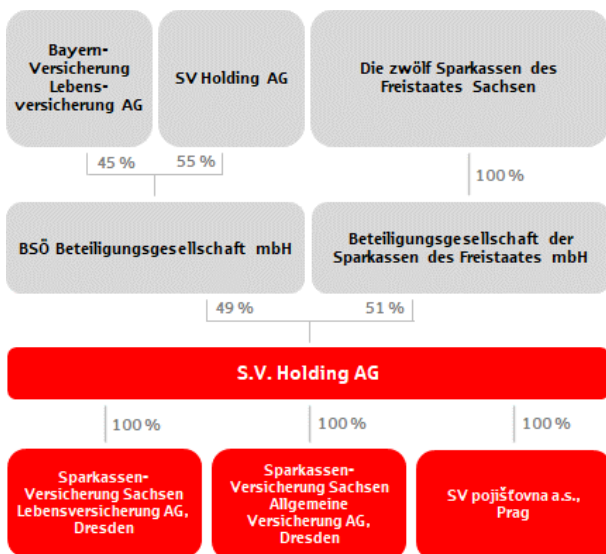 Bayern-
Versicherung
Lebens-
versicherung AG
SV Holding AG
Die zwölf Sparkassen des
Freistaates Sachsen
45 %
55 %
100 %
BSÖ Beteiligungsgesellschaft mbH
Beteiligungsgesellschaft der
Sparkassen des Freistaates mbH
49 %
51 %
S.V. Holding AG
100 %
100 %
100 %
Sparkassen-
Versicherung Sachsen
Lebensversicherung AG,
Dresden
Sparkassen-
Versicherung Sachsen
Allgemeine
Versicherung AG,
Dresden
SV pojišťovna a.s.,
Prag